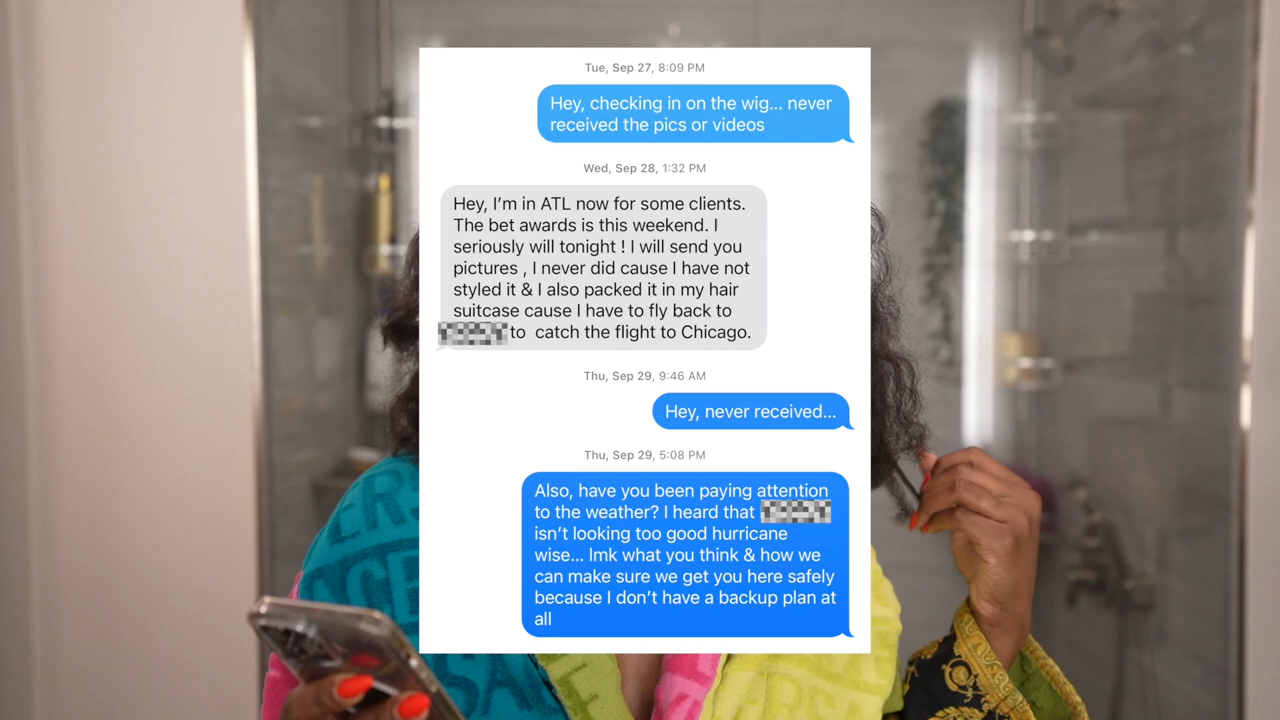 Tue, Sep 27, 8:09 PM
Hey, checking in on the wig... never
received the pics or videos
Wed, Sep 28, 1:32 PM
Hey, I'm in ATL now for some clients.
The bet awards is this weekend. I
seriously will tonight ! I will send you
pictures , I never did cause I have not
styled it & I also packed it in my hair
suitcase cause I have to fly back to
to catch the flight to Chicago.
Thu, Sep 29, 9:46 AM
Hey, never received...
Thu, Sep 29, 5:08 PM
Also, have you been paying attention
to the weather? I heard that
isn't looking too good hurricane
wise... lmk what you think & how we
can make sure we get you here safely
because I don't have a backup plan at
all